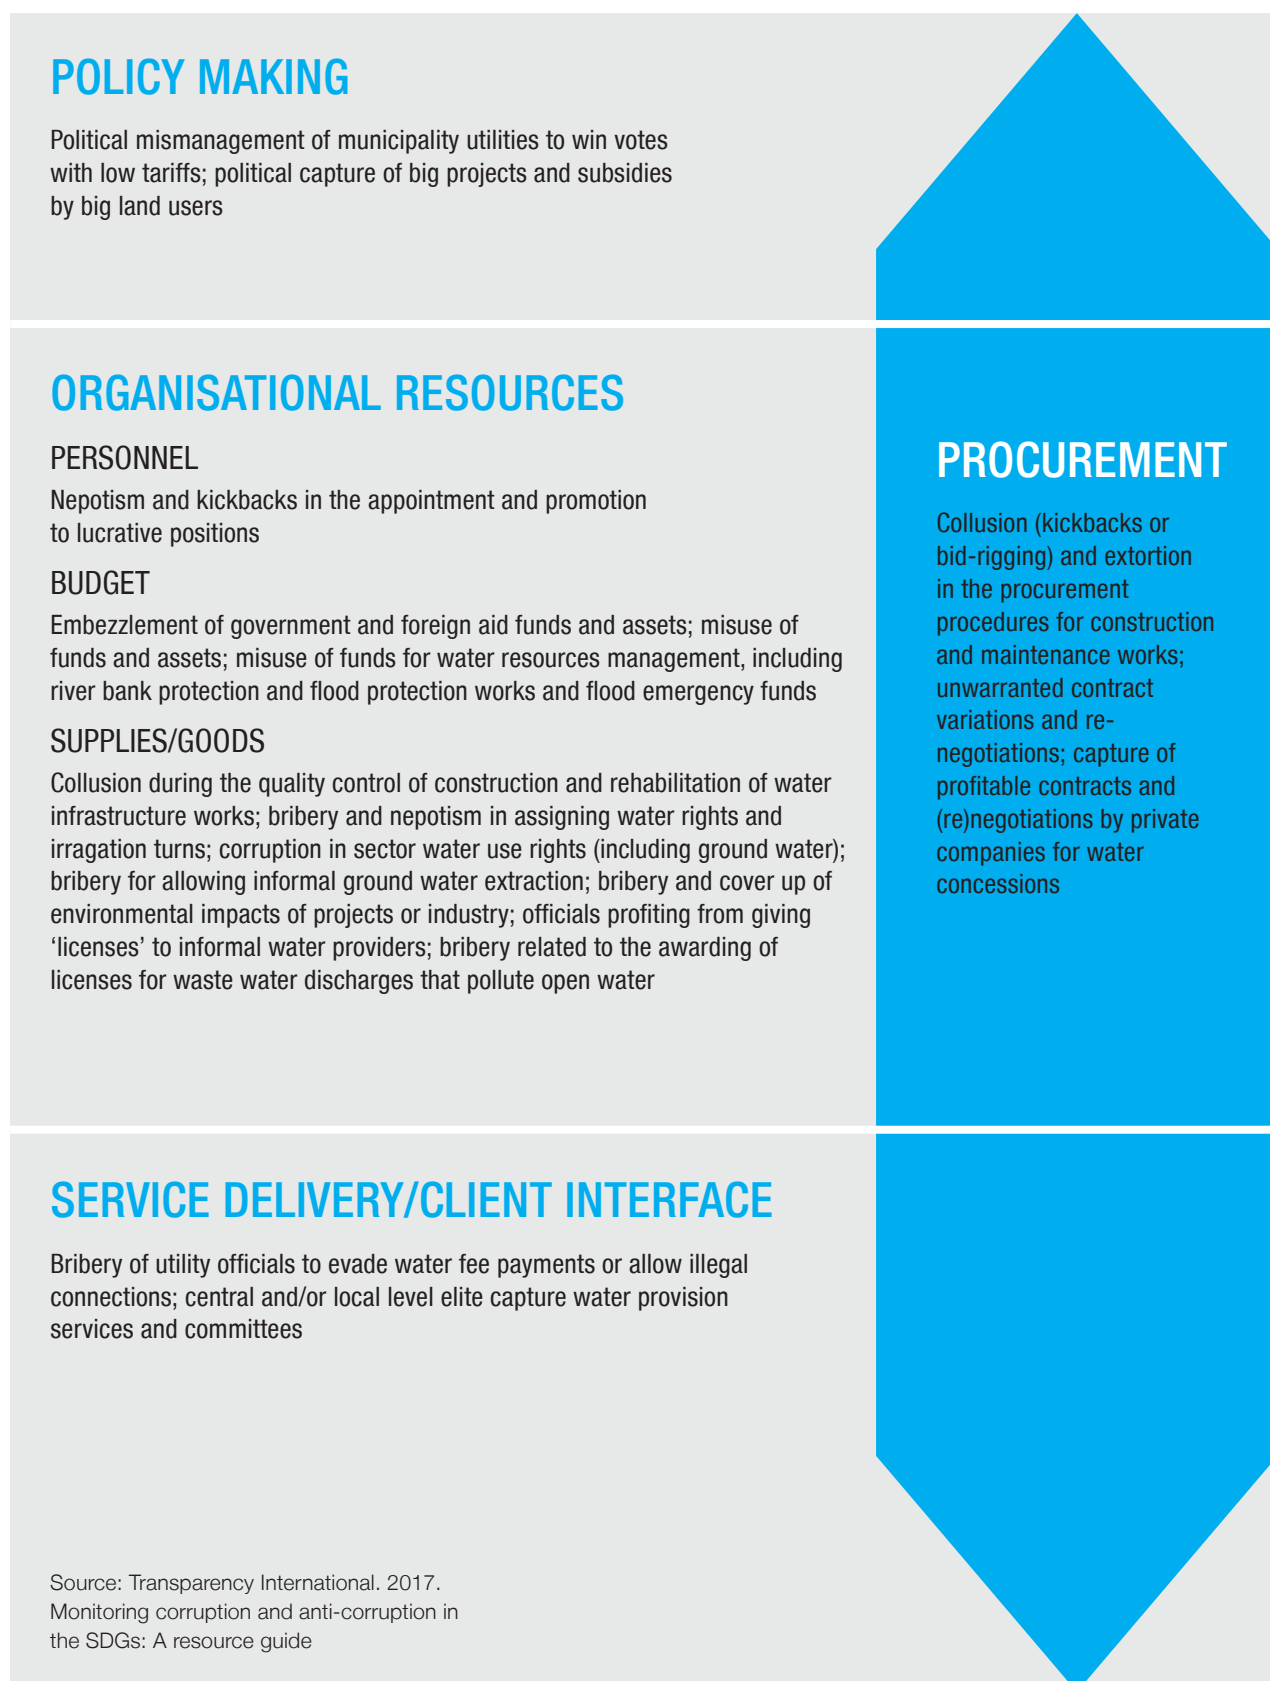 POLICY MAKING
Political mismanagement of municipality utilities to win votes
with low tariffs; political capture of big projects and subsidies
by big land users
ORGANISATIONAL RESOURCES
PERSONNEL
Nepotism and kickbacks in the appointment and promotion
to lucrative positions
BUDGET
Embezzlement of government and foreign aid funds and assets; misuse of
funds and assets; misuse of funds for water resources management, including
river bank protection and flood protection works and flood emergency funds
SUPPLIES/GOODS
Collusion during the quality control of construction and rehabilitation of water
infrastructure works; bribery and nepotism in assigning water rights and
irragation turns; corruption in sector water use rights (including ground water);
bribery for allowing informal ground water extraction; bribery and cover up of
environmental impacts of projects or industry; officials profiting from giving
‘licenses’ to informal water providers; bribery related to the awarding of
licenses for waste water discharges that pollute open water
PROCUREMENT
Collusion (kickbacks or
bid-rigging) and extortion
in the procurement
procedures for construction
and maintenance works;
unwarranted contract
variations and re-
negotiations; capture of
profitable contracts and
(re)negotiations by private
companies for water
concessions
SERVICE DELIVERY/CLIENT INTERFACE
Bribery of utility officials to evade water fee payments or allow illegal
connections; central and/or local level elite capture water provision
services and committees
Source: Transparency International. 2017.
Monitoring corruption and anti-corruption in
the SDGs: A resource guide